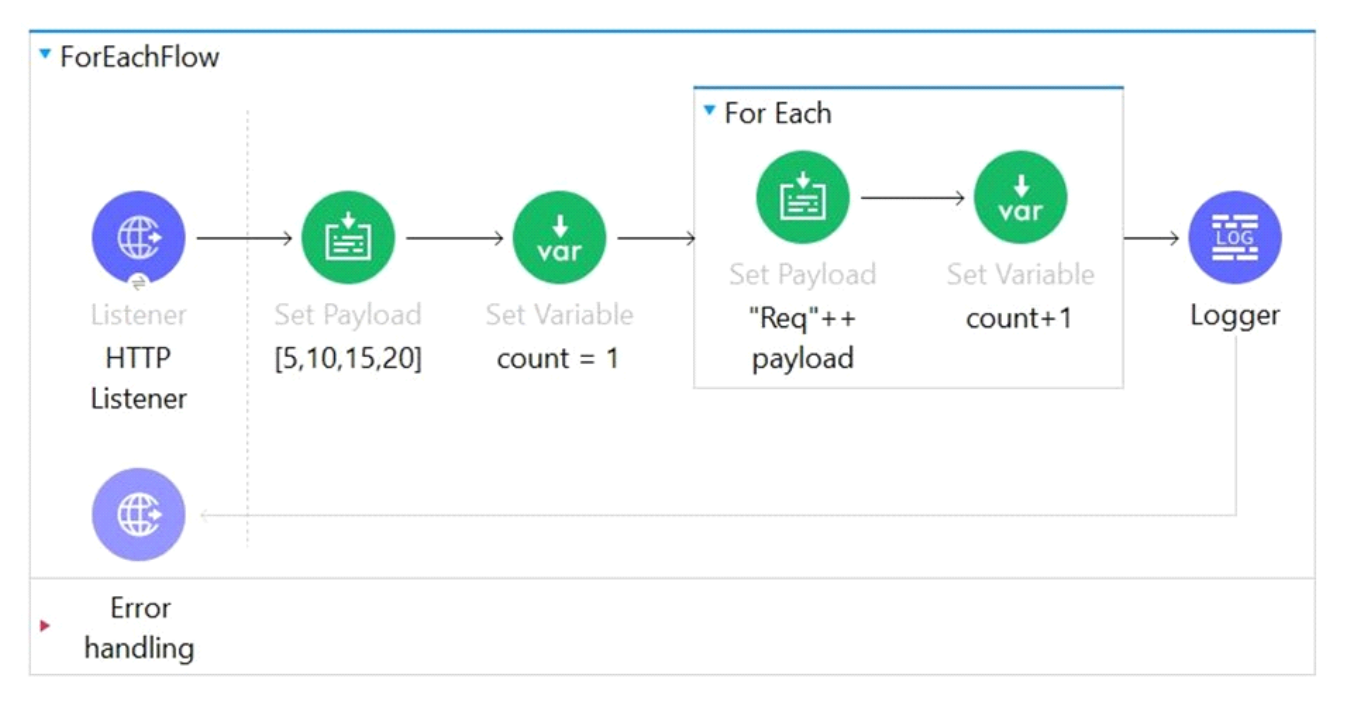 ForEachFlow
For Each
var
var
LOG
Set Payload
Set Variable
Listener
Set Payload
Set Variable
"Req"++
count+1
Logger
HTTP
[5,10,15,20]
count = 1
payload
Listener
Error
handling